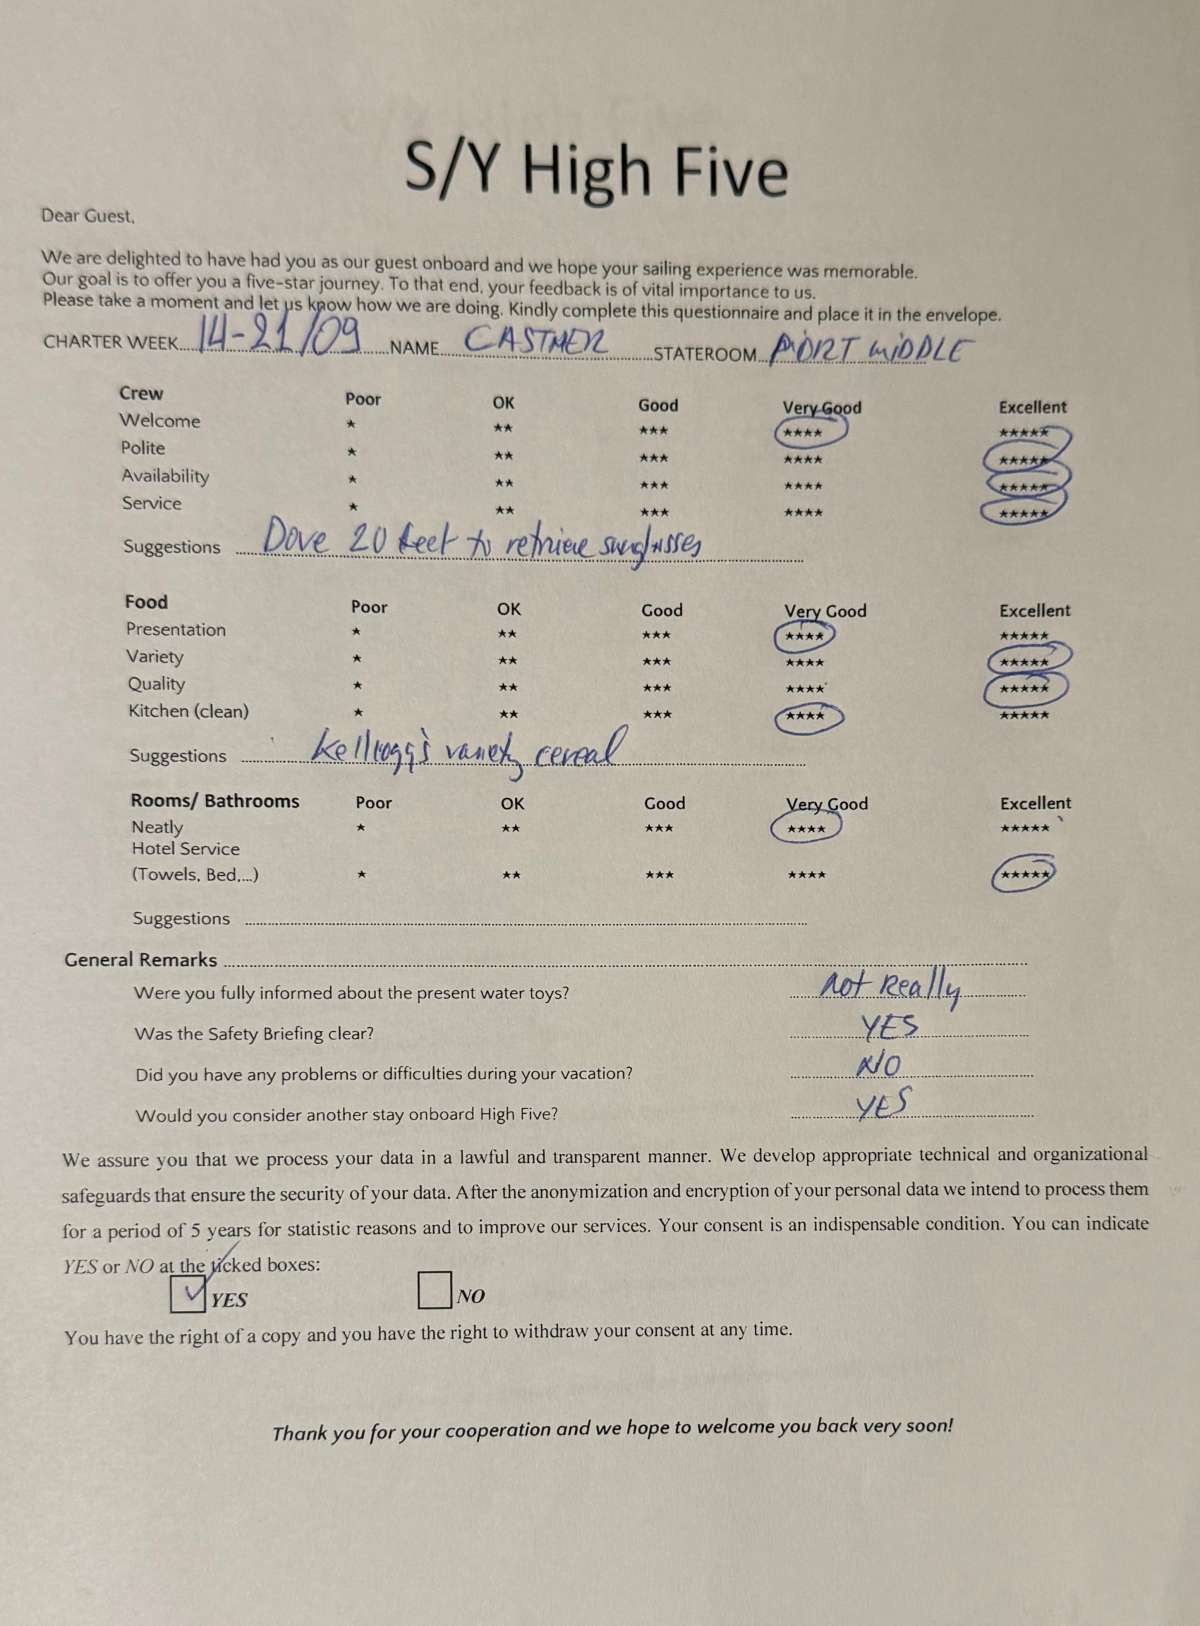 S/Y High Five
Dear Guest,
We are delighted to have had you as our guest onboard and we hope your sailing experience was memorable.
Our goal is to offer you a five-star journey. To that end, your feedback is of vital importance to us.
Please take a moment and let us know how we are doing. Kindly complete this questionnaire and place it in the envelope.
CHARTER WEEK 14-21/09 NAME CASTNER STATEROOM PORT MIDDLE
Crew Poor OK Good Very Good Excellent
Welcome * ** *** **** *****
Polite * ** *** **** *****
Availability * ** *** **** *****
Service * ** *** **** *****
Suggestions Dove 20 feet to retrieve sunglasses
Food Poor OK Good Very Good Excellent
Presentation * ** *** **** *****
Variety * ** *** **** *****
Quality * ** *** **** *****
Kitchen (clean) * ** *** **** *****
Suggestions Kellogg's variety cereal
Rooms/ Bathrooms Poor OK Good Very Good Excellent
Neatly * ** *** **** *****
Hotel Service
(Towels, Bed,...) * ** *** **** *****
Suggestions
General Remarks
Were you fully informed about the present water toys? Not Really
Was the Safety Briefing clear? YES
Did you have any problems or difficulties during your vacation? NO
Would you consider another stay onboard High Five? YES
We assure you that we process your data in a lawful and transparent manner. We develop appropriate technical and organizational
safeguards that ensure the security of your data. After the anonymization and encryption of your personal data we intend to process them
for a period of 5 years for statistic reasons and to improve our services. Your consent is an indispensable condition. You can indicate
YES or NO at the ticked boxes:
YES NO
You have the right of a copy and you have the right to withdraw your consent at any time.
Thank you for your cooperation and we hope to welcome you back very soon!